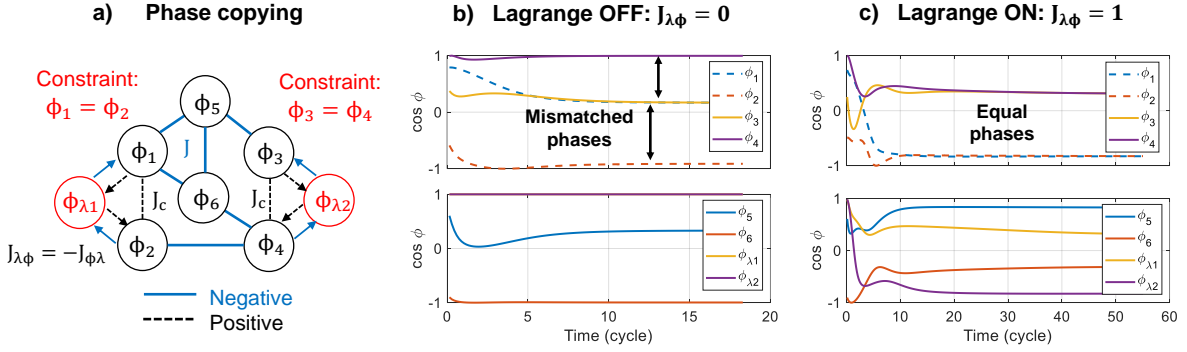 a) Phase copying
Constraint:
ϕ1 = ϕ2
Constraint:
ϕ3 = ϕ4
ϕ5
ϕ1
J
ϕ3
ϕλ1
Jc
ϕ6
Jc
ϕλ2
ϕ2
ϕ4
Jλϕ = −Jϕλ
Negative
Positive
b) Lagrange OFF: Jλϕ = 0
cos ϕ
1
0
-1
Mismatched
phases
ϕ1
ϕ2
ϕ3
ϕ4
cos ϕ
1
0
-1
ϕ5
ϕ6
ϕλ1
ϕλ2
0 5 10 15 20
Time (cycle)
c) Lagrange ON: Jλϕ = 1
cos ϕ
1
0
-1
Equal
phases
ϕ1
ϕ2
ϕ3
ϕ4
cos ϕ
1
0
-1
ϕ5
ϕ6
ϕλ1
ϕλ2
0 10 20 30 40 50 60
Time (cycle)